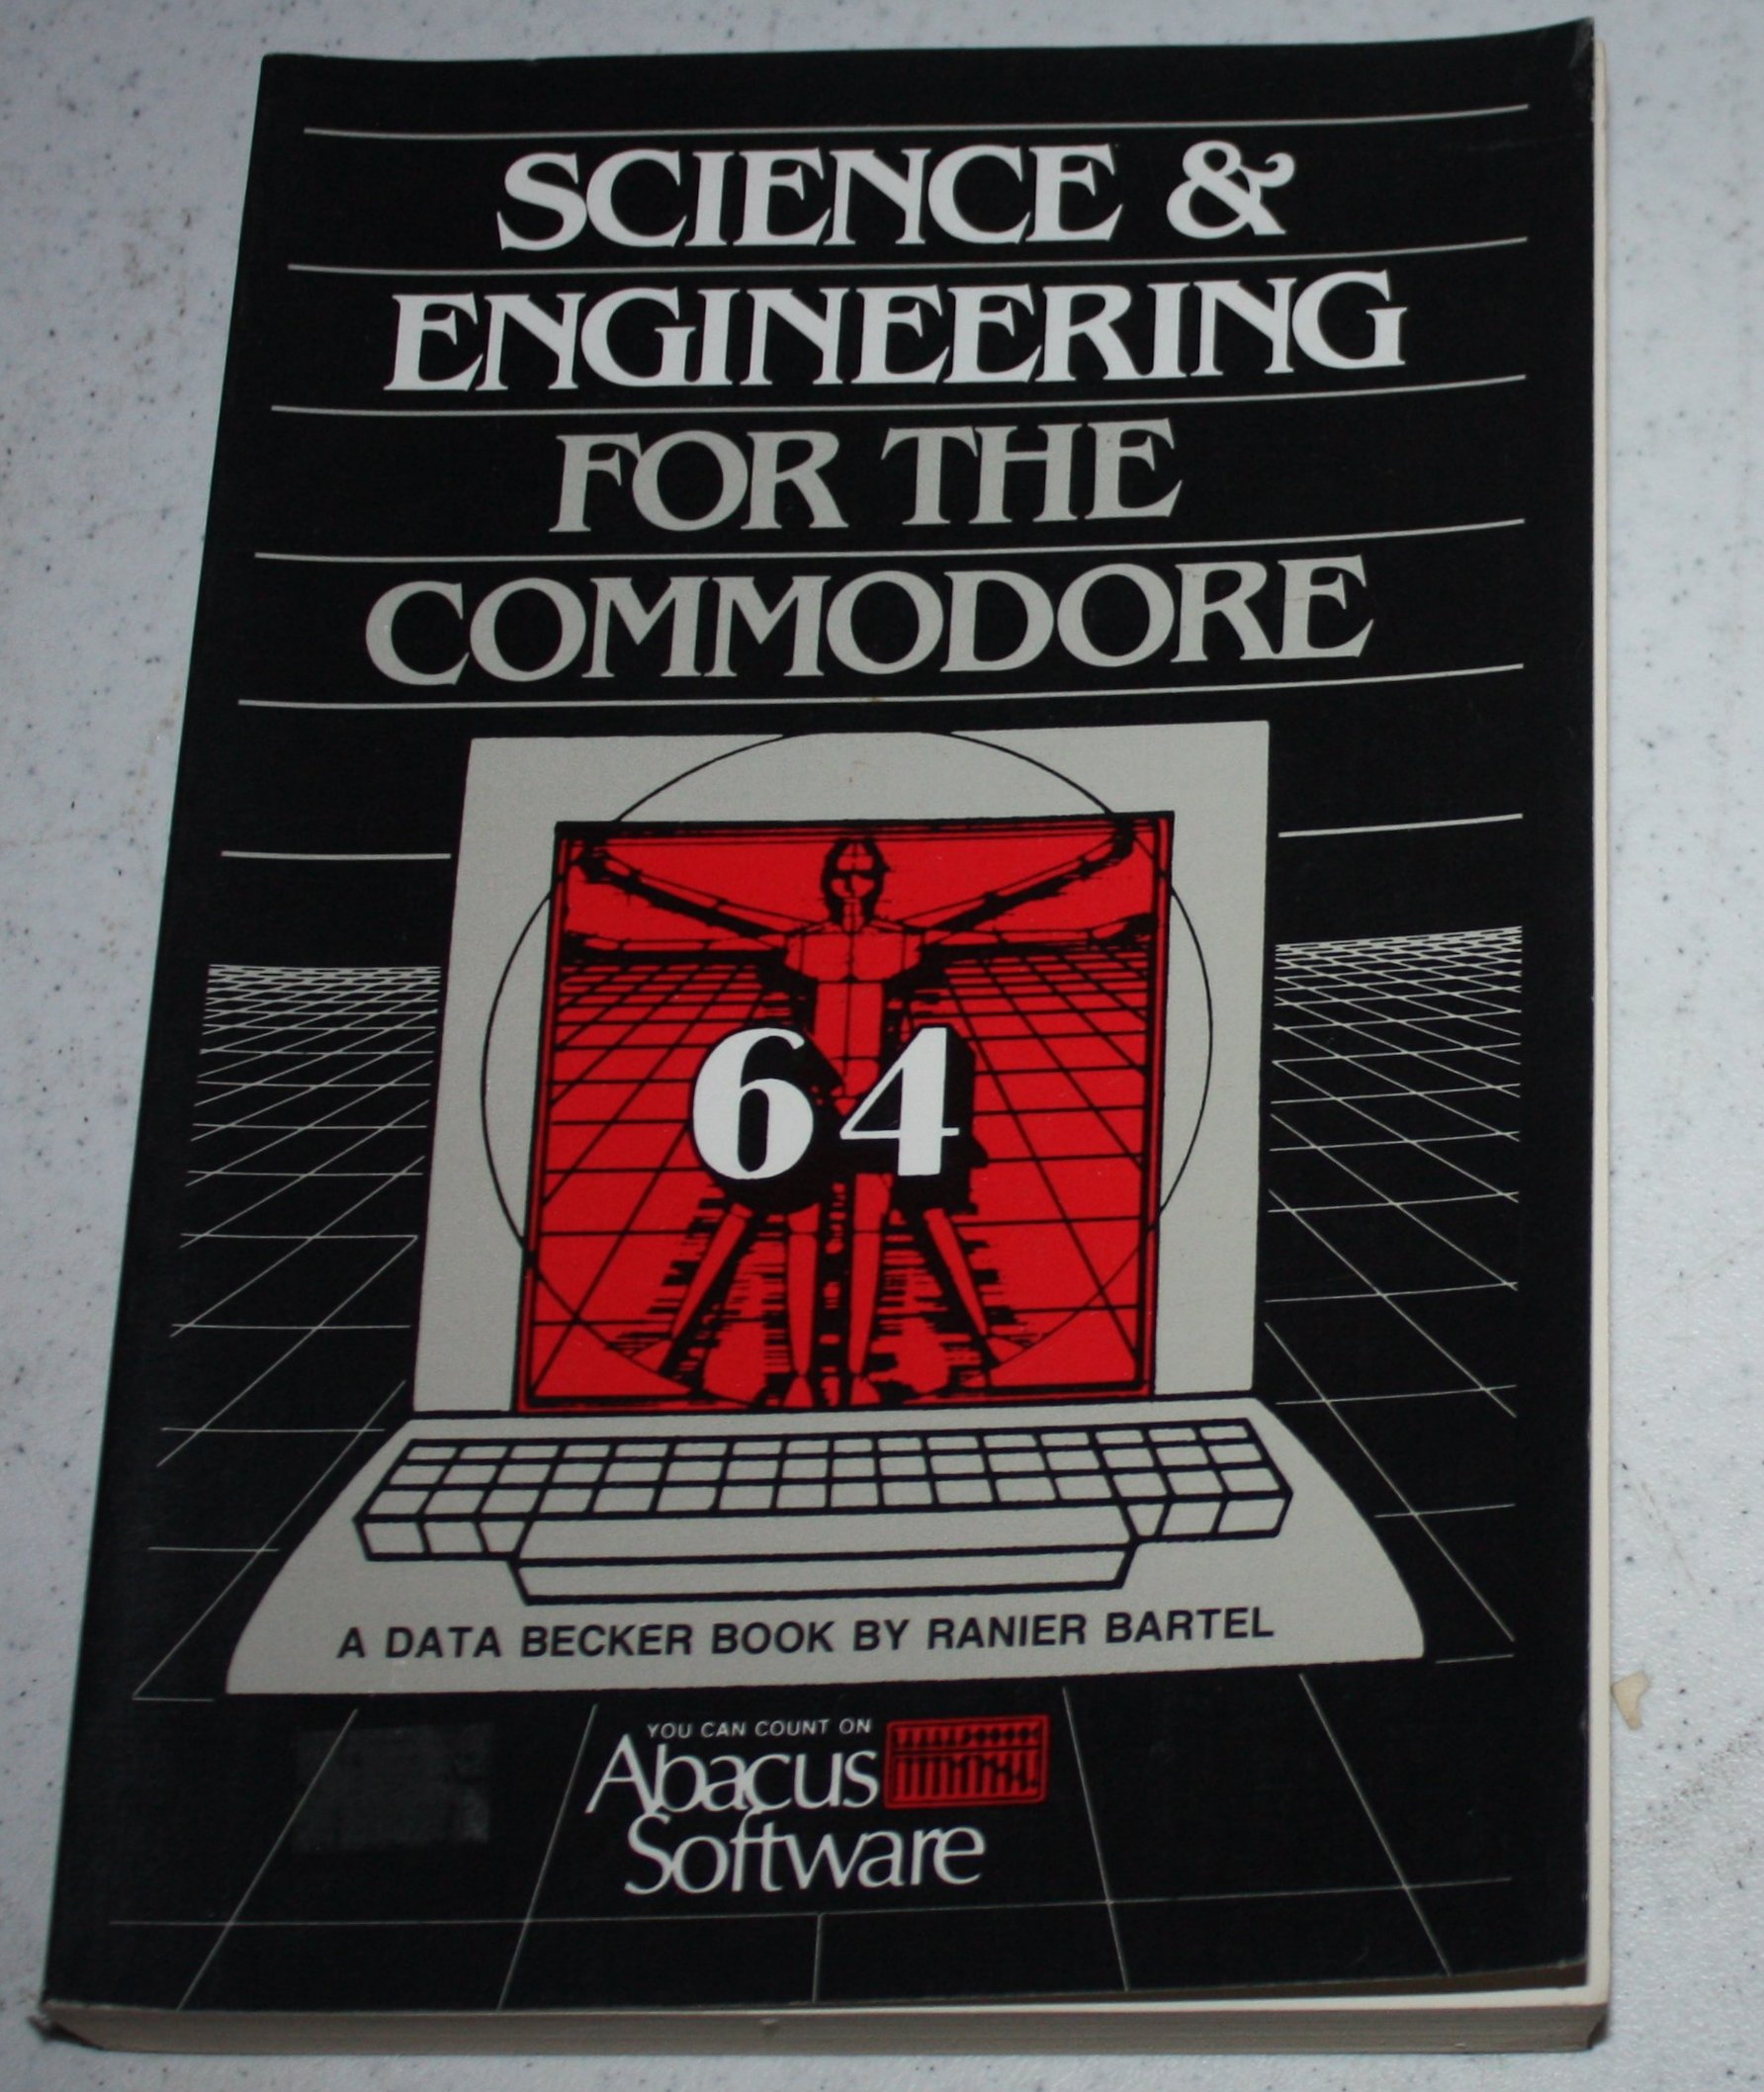 SCIENCE &
ENGINEERING
FOR THE
COMMODORE
64
A DATA BECKER BOOK BY RANIER BARTEL
YOU CAN COUNT ON
Abacus
Software